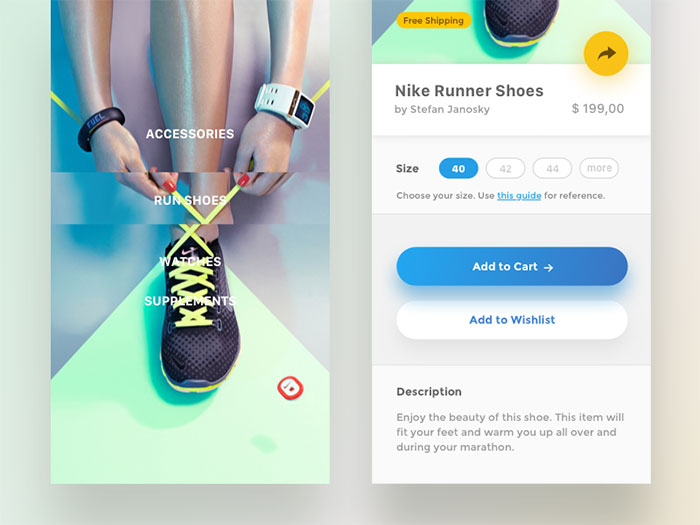 FUEL
ACCESSORIES
RUN SHOES
WATCHES
SUPPLEMENTS
Free Shipping
Nike Runner Shoes
by Stefan Janosky
$ 199,00
Size
40
42
44
more
Choose your size. Use this guide for reference.
Add to Cart →
Add to Wishlist
Description
Enjoy the beauty of this shoe. This item will
fit your feet and warm you up all over and
during your marathon.